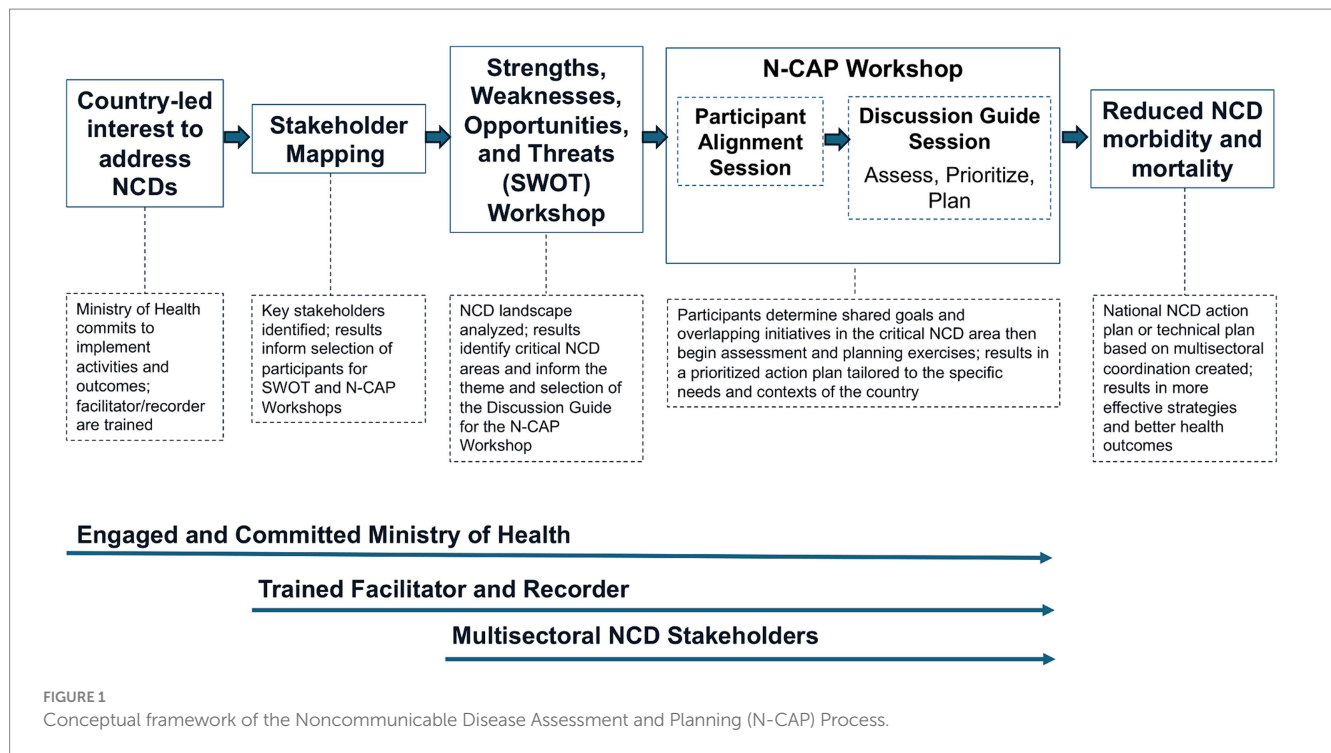 Country-led
interest to
address
NCDs
Stakeholder
Mapping
Strengths,
Weaknesses,
Opportunities,
and Threats
(SWOT)
Workshop
N-CAP Workshop
Participant
Alignment
Session
Discussion Guide
Session
Assess, Prioritize,
Plan
Reduced NCD
morbidity and
mortality
Ministry of Health
commits to
implement
activities and
outcomes;
facilitator/recorder
are trained
Key stakeholders
identified; results
inform selection of
participants for
SWOT and N-CAP
Workshops
NCD landscape
analyzed; results
identify critical NCD
areas and inform the
theme and selection of
the Discussion Guide
for the N-CAP
Workshop
Participants determine shared goals and
overlapping initiatives in the critical NCD area then
begin assessment and planning exercises; results in
a prioritized action plan tailored to the specific
needs and contexts of the country
National NCD action
plan or technical plan
based on multisectoral
coordination created;
results in more
effective strategies
and better health
outcomes
Engaged and Committed Ministry of Health
Trained Facilitator and Recorder
Multisectoral NCD Stakeholders
FIGURE 1
Conceptual framework of the Noncommunicable Disease Assessment and Planning (N-CAP) Process.